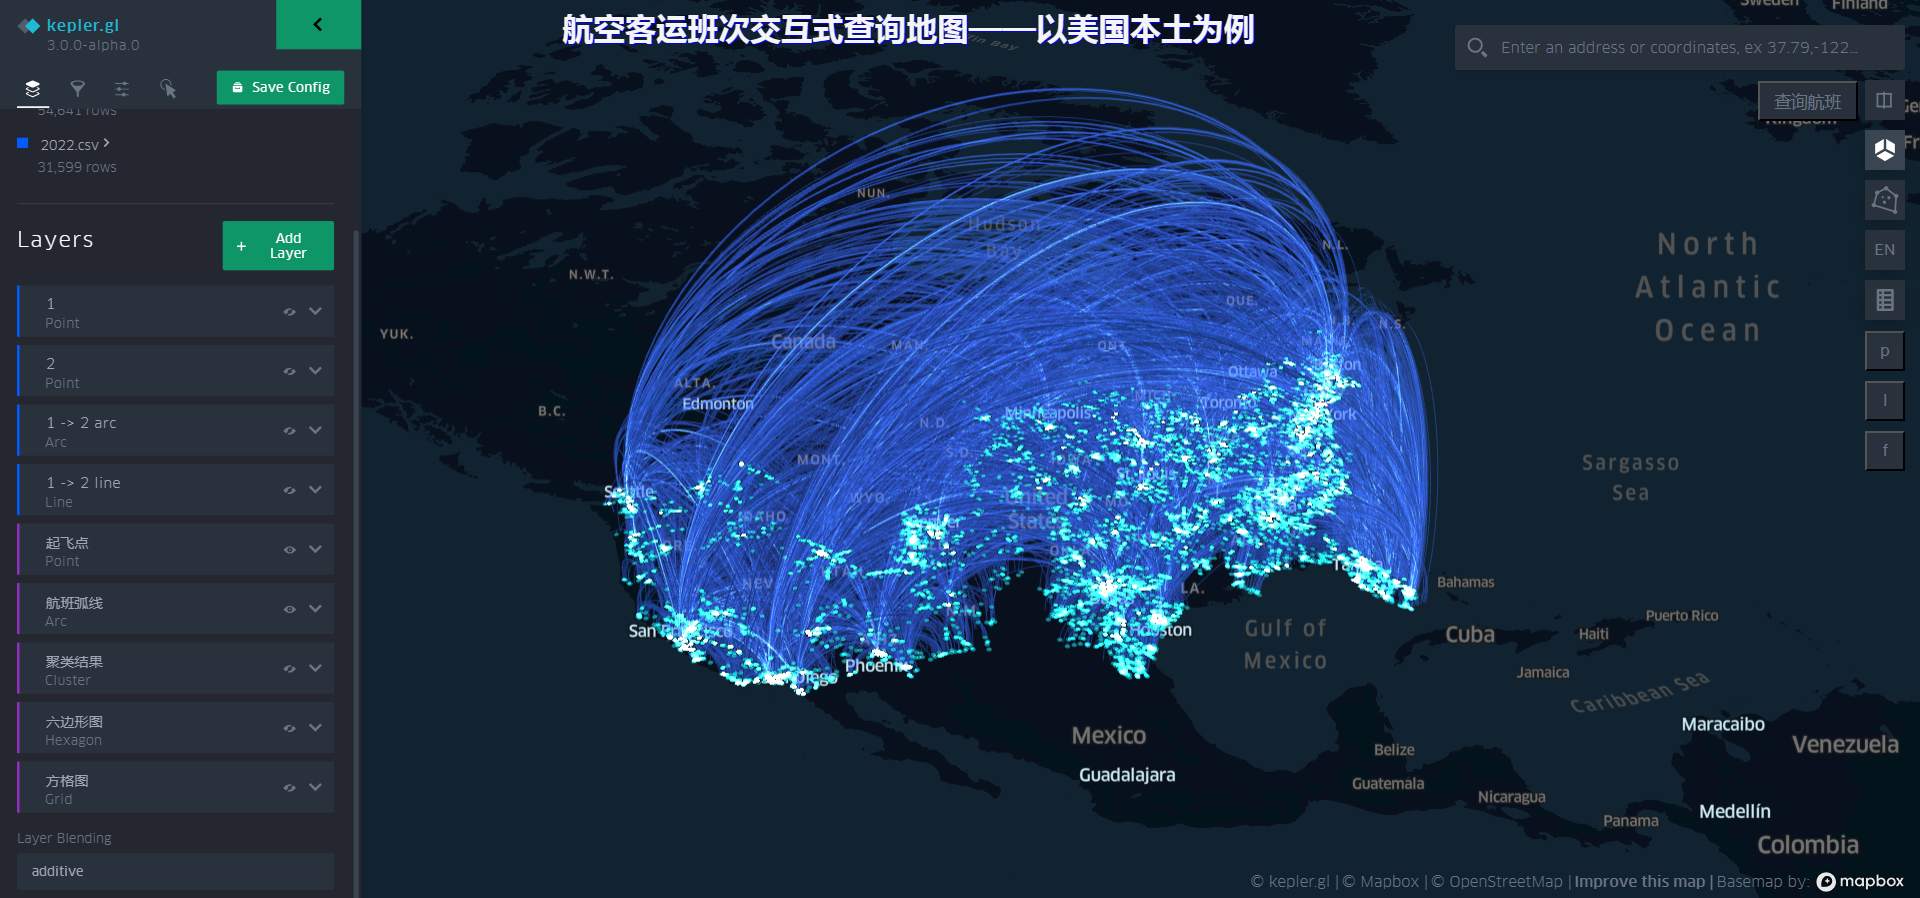 kepler.gl
3.0.0-alpha.0
Save Config
54,641 rows
2022.csv
31,599 rows
Layers
Add
Layer
1
Point
2
Point
1 -> 2 arc
Arc
1 -> 2 line
Line
起飞点
Point
航班弧线
Arc
聚类结果
Cluster
六边形图
Hexagon
方格图
Grid
Layer Blending
additive
航空客运班次交互式查询地图——以美国本土为例
Enter an address or coordinates, ex 37.79,-122...
查询航班
EN
p
l
f
Sweden
Finland
Kingdom
Baffin Bay
NUN.
Hudson
Bay
N.L.
N.W.T.
QUE.
YUK.
Canada
MAN.
ONT.
N.B.
N.S.
ALTA.
Edmonton
B.C.
Ottawa
Toronto
Minneapolis
N.D.
S.D.
MONT.
WYO.
IDAHO
Seattle
United
States
NEV
LA.
Houston
Phoenix
Bahamas
Gulf of
Mexico
Cuba
Haiti
Puerto Rico
Jamaica
Caribbean Sea
Mexico
Guadalajara
Belize
Guatemala
Nicaragua
Panama
Maracaibo
Venezuela
Medellín
Colombia
North
Atlantic
Ocean
Sargasso
Sea
© kepler.gl | © Mapbox | © OpenStreetMap | Improve this map | Basemap by: mapbox